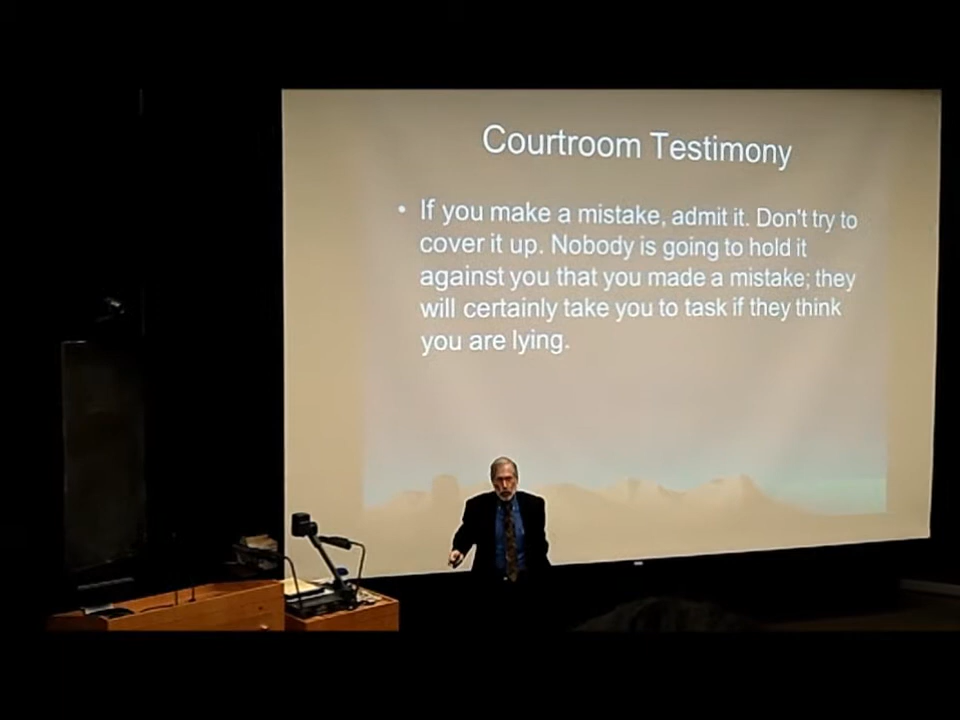 Courtroom Testimony
• If you make a mistake, admit it. Don't try to
cover it up. Nobody is going to hold it
against you that you made a mistake; they
will certainly take you to task if they think
you are lying.